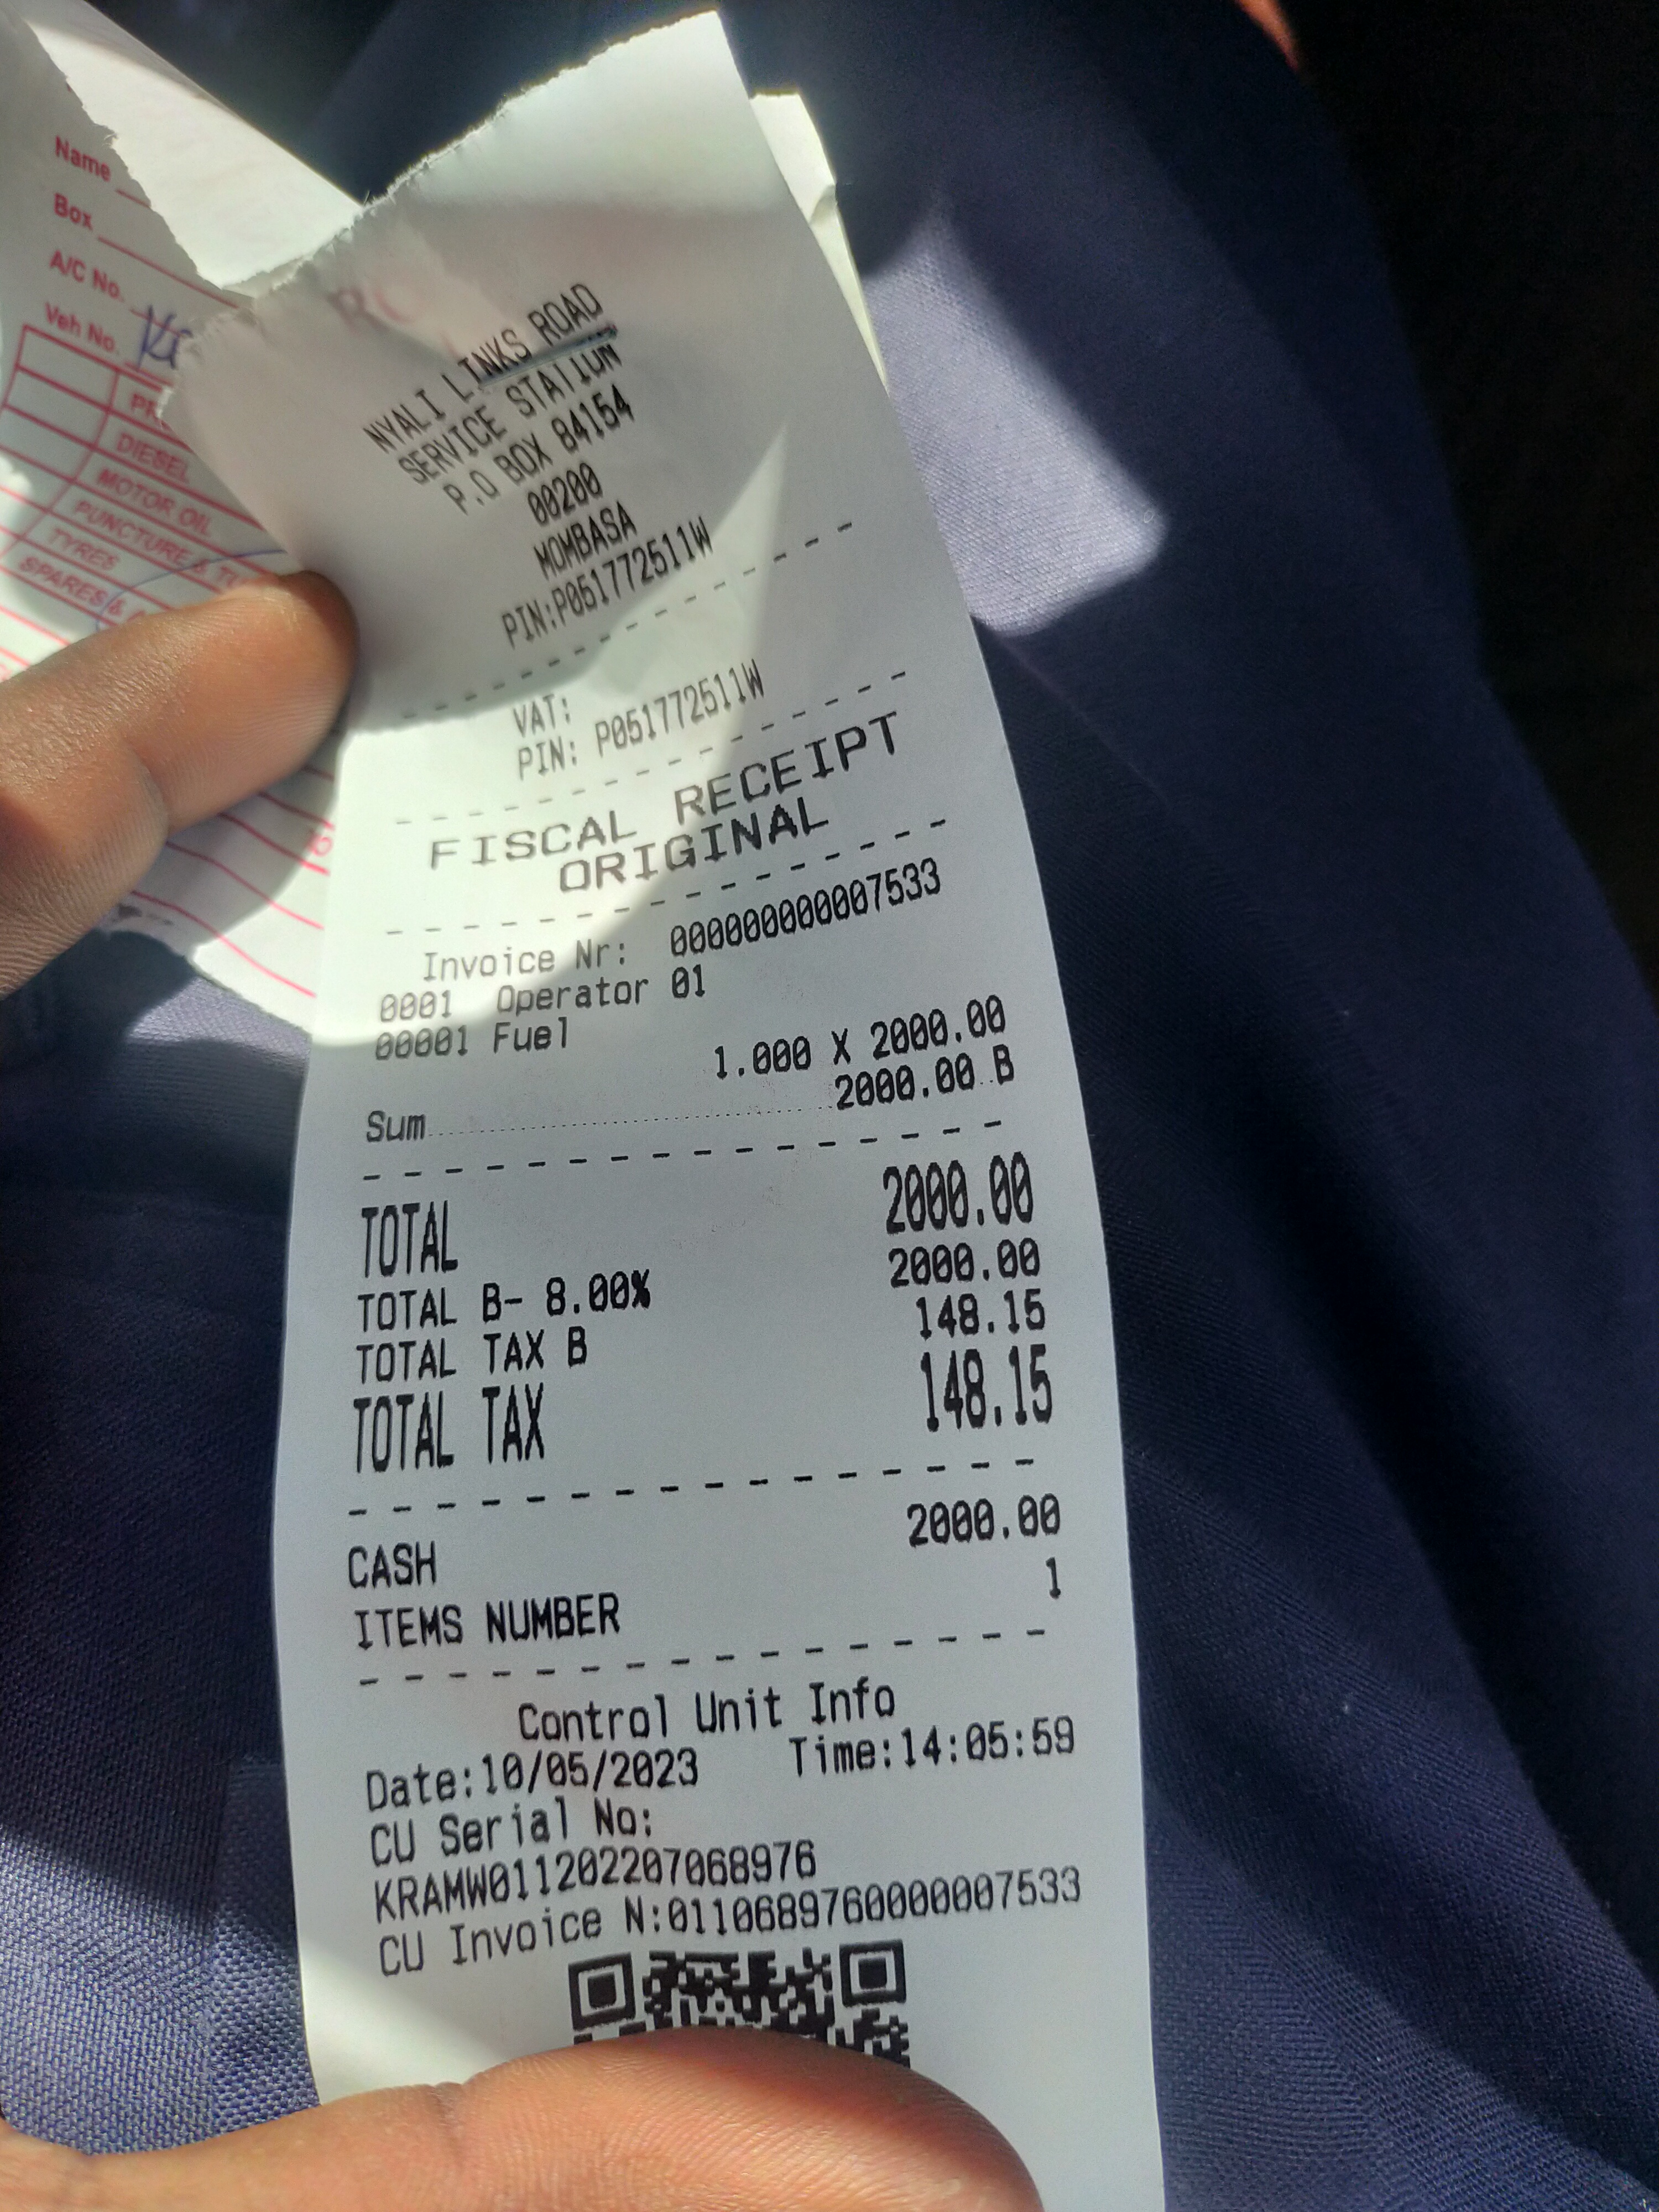 Name
Box
A/C No.
Veh No.
DIESEL
MOTOR OIL
PUNCTURE &
TYRES
SPARES &
NYALI LINKS ROAD
SERVICE STATION
P.O BOX 84154
00200
MOMBASA
PIN:P051772511W
VAT:
PIN: P051772511W
FISCAL RECEIPT
ORIGINAL
Invoice Nr: 000000000007533
0001 Operator 01
00001 Fuel
1.000 X 2000.00
Sum 2000.00 B
TOTAL 2000.00
TOTAL B- 8.00% 2000.00
TOTAL TAX B 148.15
TOTAL TAX 148.15
CASH 2000.00
ITEMS NUMBER 1
Control Unit Info
Date:10/05/2023 Time:14:05:59
CU Serial No:
KRAMW011202207068976
CU Invoice N:0110689760000007533